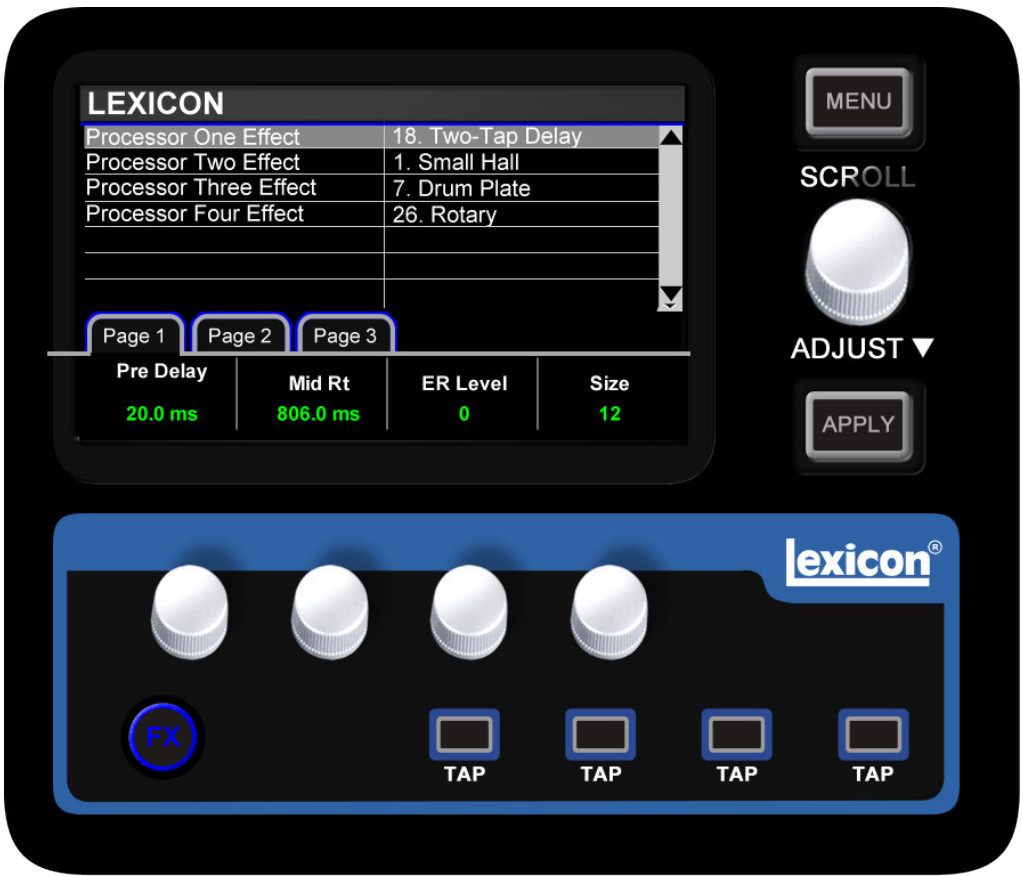 LEXICON
Processor One Effect 18. Two-Tap Delay
Processor Two Effect 1. Small Hall
Processor Three Effect 7. Drum Plate
Processor Four Effect 26. Rotary
Page 1 Page 2 Page 3
Pre Delay Mid Rt ER Level Size
20.0 ms 806.0 ms 0 12
MENU
SCROLL
ADJUST ▼
APPLY
lexicon®
FX
TAP TAP TAP TAP